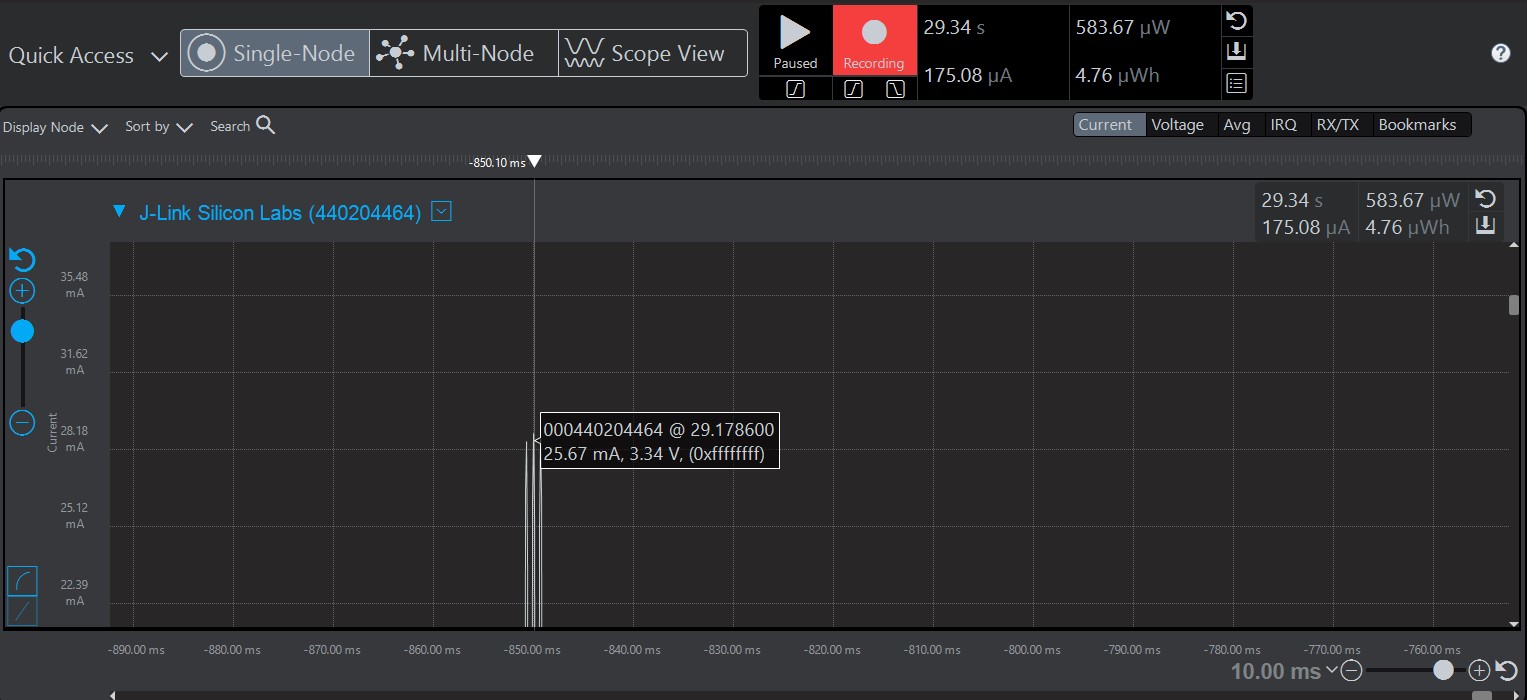 Quick Access
Single-Node
Multi-Node
Scope View
Paused
Recording
29.34 s
583.67 µW
175.08 µA
4.76 µWh
Display Node
Sort by
Search
Current
Voltage
Avg
IRQ
RX/TX
Bookmarks
-850.10 ms
J-Link Silicon Labs (440204464)
29.34 s
583.67 µW
175.08 µA
4.76 µWh
35.48
mA
31.62
mA
Current
28.18
mA
25.12
mA
22.39
mA
000440204464 @ 29.178600
25.67 mA, 3.34 V, (0xffffffff)
-890.00 ms
-880.00 ms
-870.00 ms
-860.00 ms
-850.00 ms
-840.00 ms
-830.00 ms
-820.00 ms
-810.00 ms
-800.00 ms
-790.00 ms
-780.00 ms
-770.00 ms
-760.00 ms
10.00 ms